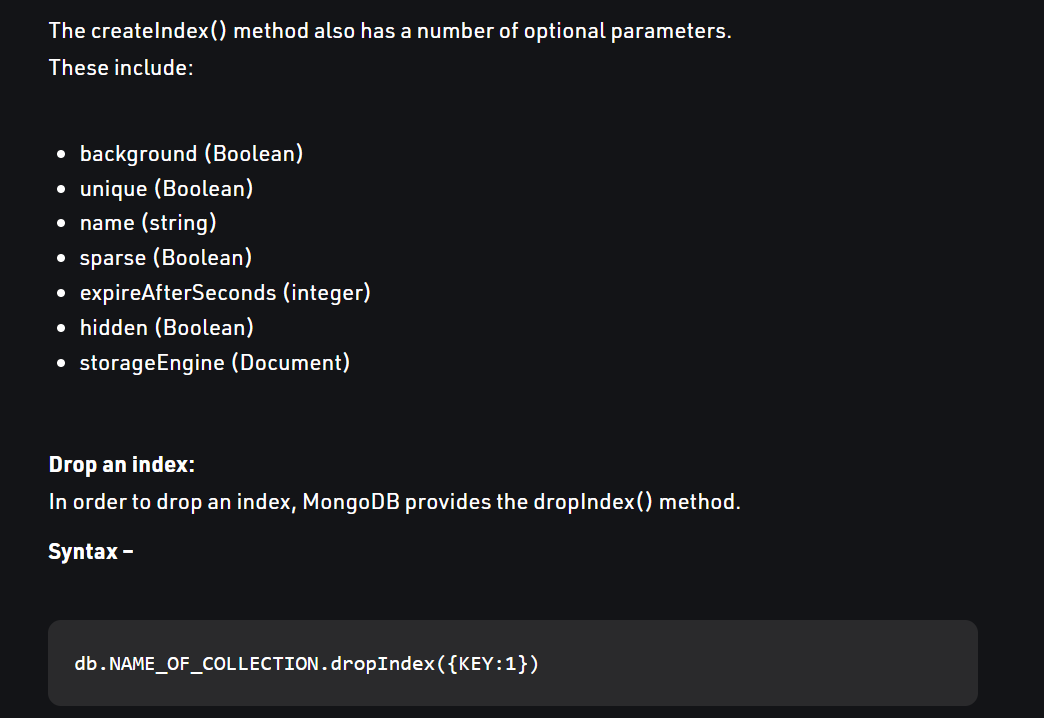 The createIndex() method also has a number of optional parameters.
These include:
• background (Boolean)
• unique (Boolean)
• name (string)
• sparse (Boolean)
• expireAfterSeconds (integer)
• hidden (Boolean)
• storageEngine (Document)
Drop an index:
In order to drop an index, MongoDB provides the dropIndex() method.
Syntax –
db.NAME_OF_COLLECTION.dropIndex({KEY:1})